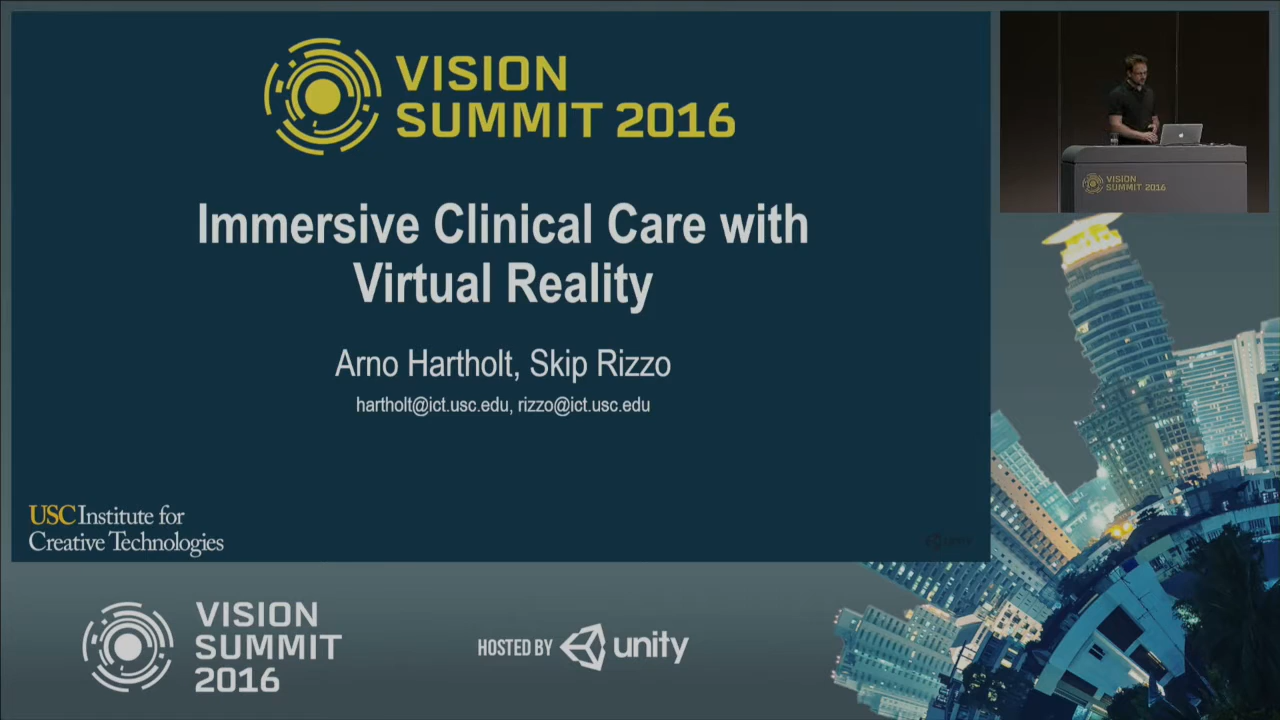 VISION
SUMMIT 2016
Immersive Clinical Care with
Virtual Reality
Arno Hartholt, Skip Rizzo
hartholt@ict.usc.edu, rizzo@ict.usc.edu
USC Institute for
Creative Technologies
unity
VISION
SUMMIT 2016
VISION
SUMMIT
2016
HOSTED BY unity